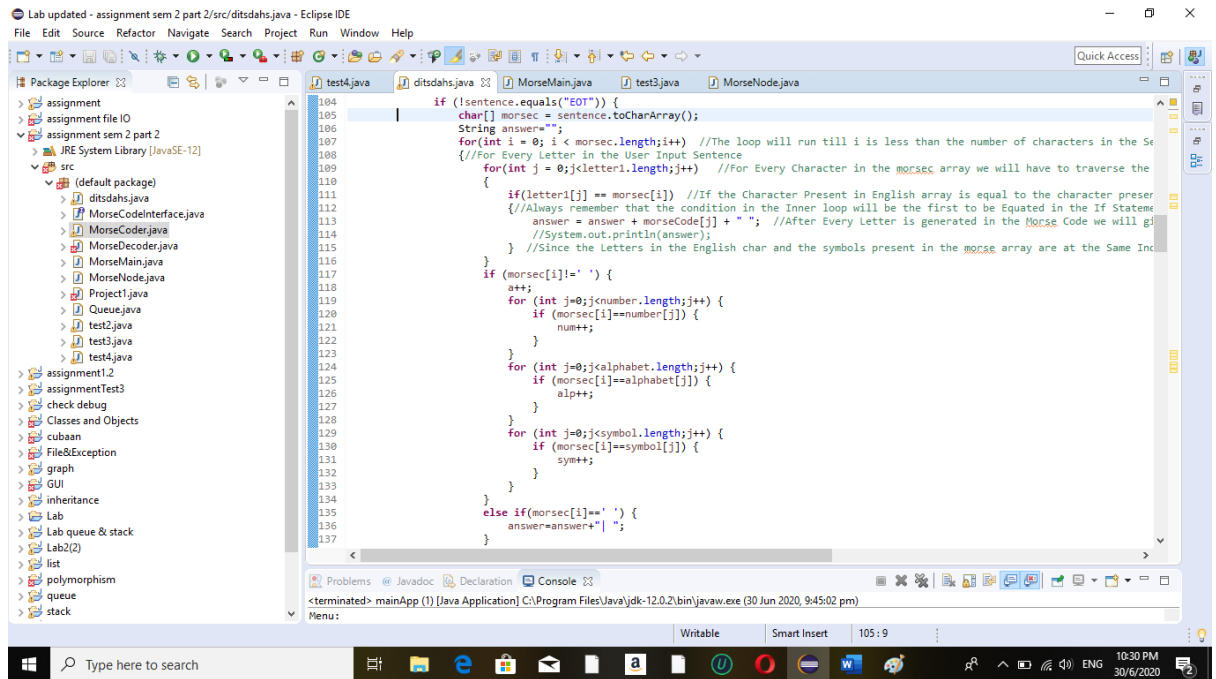 Lab updated - assignment sem 2 part 2/src/ditsdahs.java - Eclipse IDE
File Edit Source Refactor Navigate Search Project Run Window Help
Quick Access
Package Explorer
assignment
assignment file IO
assignment sem 2 part 2
JRE System Library [JavaSE-12]
src
(default package)
ditsdahs.java
MorseCodeInterface.java
MorseCoder.java
MorseDecoder.java
MorseMain.java
MorseNode.java
Project1.java
Queue.java
test2.java
test3.java
test4.java
assignment1.2
assignmentTest3
check debug
Classes and Objects
cubaan
File&Exception
graph
GUI
inheritance
Lab
Lab queue & stack
Lab2(2)
list
polymorphism
queue
stack
test4.java ditsdahs.java MorseMain.java test3.java MorseNode.java
104 if (!sentence.equals("EOT")) {
105 char[] morsec = sentence.toCharArray();
106 String answer="";
107 for(int i = 0; i < morsec.length;i++) //The loop will run till i is less than the number of characters in the Se
108 {//For Every Letter in the User Input Sentence
109 for(int j = 0;j<letter1.length;j++) //For Every Character in the morsec array we will have to traverse the
110 {
111 if(letter1[j] == morsec[i]) //If the Character Present in English array is equal to the character preser
112 {//Always remember that the condition in the Inner loop will be the first to be Equated in the If Stateme
113 answer = answer + morseCode[j] + " "; //After Every Letter is generated in the Morse Code we will gi
114 //System.out.println(answer);
115 } //Since the Letters in the English char and the symbols present in the morse array are at the Same Inc
116 }
117 if (morsec[i]!=' ') {
118 a++;
119 for (int j=0;j<number.length;j++) {
120 if (morsec[i]==number[j]) {
121 num++;
122 }
123 }
124 for (int j=0;j<alphabet.length;j++) {
125 if (morsec[i]==alphabet[j]) {
126 alp++;
127 }
128 }
129 for (int j=0;j<symbol.length;j++) {
130 if (morsec[i]==symbol[j]) {
131 sym++;
132 }
133 }
134 }
135 else if(morsec[i]==' ') {
136 answer=answer+"| ";
137 }
Problems Javadoc Declaration Console
<terminated> mainApp (1) [Java Application] C:\Program Files\Java\jdk-12.0.2\bin\javaw.exe (30 Jun 2020, 9:45:02 pm)
Menu:
Writable Smart Insert 105 : 9
Type here to search
ENG
10:30 PM
30/6/2020